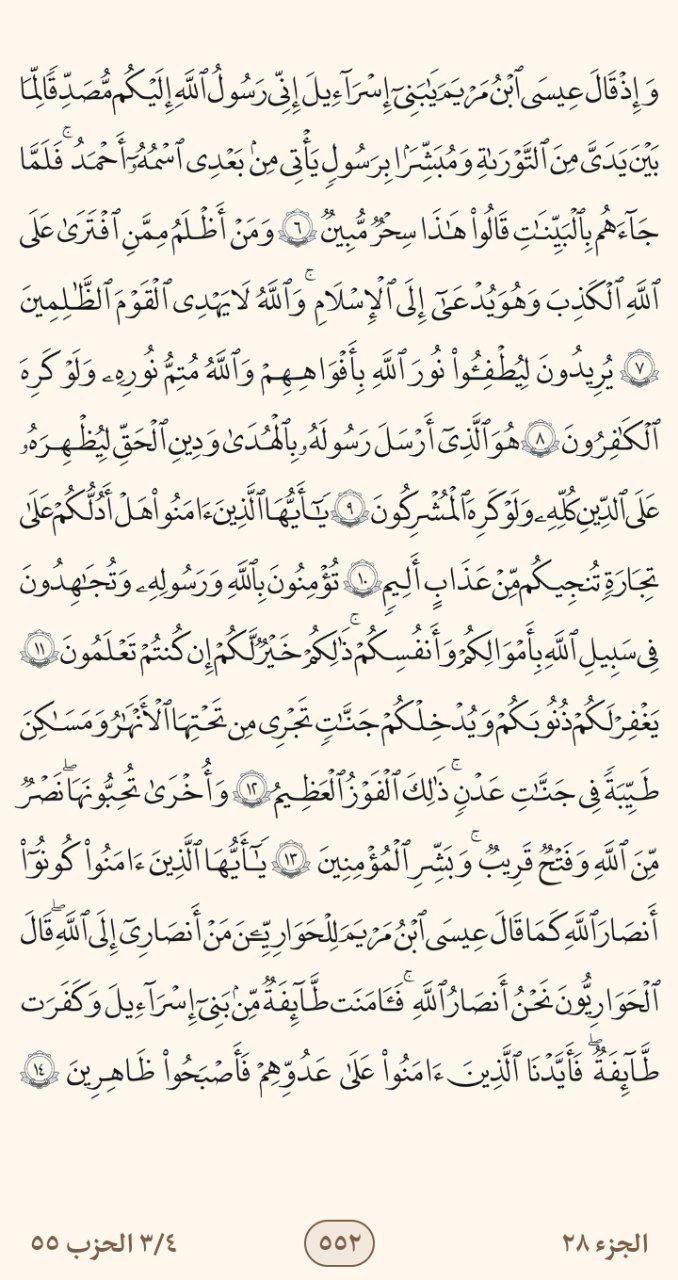 وَإِذْ قَالَ عِيسَى ٱبْنُ مَرْيَمَ يَـٰبَنِىٓ إِسْرَٰٓءِيلَ إِنِّى رَسُولُ ٱللَّهِ إِلَيْكُم مُّصَدِّقًا لِّمَا
بَيْنَ يَدَىَّ مِنَ ٱلتَّوْرَىٰةِ وَمُبَشِّرًۢا بِرَسُولٍ يَأْتِى مِنۢ بَعْدِى ٱسْمُهُۥٓ أَحْمَدُ ۚ فَلَمَّا
جَآءَهُم بِٱلْبَيِّنَـٰتِ قَالُوا۟ هَـٰذَا سِحْرٌ مُّبِينٌ ٦ وَمَنْ أَظْلَمُ مِمَّنِ ٱفْتَرَىٰ عَلَى
ٱللَّهِ ٱلْكَذِبَ وَهُوَ يُدْعَىٰٓ إِلَى ٱلْإِسْلَـٰمِ ۚ وَٱللَّهُ لَا يَهْدِى ٱلْقَوْمَ ٱلظَّـٰلِمِينَ
٧ يُرِيدُونَ لِيُطْفِـُٔوا۟ نُورَ ٱللَّهِ بِأَفْوَٰهِهِمْ وَٱللَّهُ مُتِمُّ نُورِهِۦ وَلَوْ كَرِهَ
ٱلْكَـٰفِرُونَ ٨ هُوَ ٱلَّذِىٓ أَرْسَلَ رَسُولَهُۥ بِٱلْهُدَىٰ وَدِينِ ٱلْحَقِّ لِيُظْهِرَهُۥ
عَلَى ٱلدِّينِ كُلِّهِۦ وَلَوْ كَرِهَ ٱلْمُشْرِكُونَ ٩ يَـٰٓأَيُّهَا ٱلَّذِينَ ءَامَنُوا۟ هَلْ أَدُلُّكُمْ عَلَىٰ
تِجَـٰرَةٍ تُنجِيكُم مِّنْ عَذَابٍ أَلِيمٍ ١٠ تُؤْمِنُونَ بِٱللَّهِ وَرَسُولِهِۦ وَتُجَـٰهِدُونَ
فِى سَبِيلِ ٱللَّهِ بِأَمْوَٰلِكُمْ وَأَنفُسِكُمْ ۚ ذَٰلِكُمْ خَيْرٌ لَّكُمْ إِن كُنتُمْ تَعْلَمُونَ ١١
يَغْفِرْ لَكُمْ ذُنُوبَكُمْ وَيُدْخِلْكُمْ جَنَّـٰتٍ تَجْرِى مِن تَحْتِهَا ٱلْأَنْهَـٰرُ وَمَسَـٰكِنَ
طَيِّبَةً فِى جَنَّـٰتِ عَدْنٍ ۚ ذَٰلِكَ ٱلْفَوْزُ ٱلْعَظِيمُ ١٢ وَأُخْرَىٰ تُحِبُّونَهَا ۖ نَصْرٌ
مِّنَ ٱللَّهِ وَفَتْحٌ قَرِيبٌ ۗ وَبَشِّرِ ٱلْمُؤْمِنِينَ ١٣ يَـٰٓأَيُّهَا ٱلَّذِينَ ءَامَنُوا۟ كُونُوٓا۟
أَنصَارَ ٱللَّهِ كَمَا قَالَ عِيسَى ٱبْنُ مَرْيَمَ لِلْحَوَارِيِّـۧنَ مَنْ أَنصَارِىٓ إِلَى ٱللَّهِ ۖ قَالَ
ٱلْحَوَارِيُّونَ نَحْنُ أَنصَارُ ٱللَّهِ ۖ فَـَٔامَنَت طَّآئِفَةٌ مِّنۢ بَنِىٓ إِسْرَٰٓءِيلَ وَكَفَرَت
طَّآئِفَةٌ ۖ فَأَيَّدْنَا ٱلَّذِينَ ءَامَنُوا۟ عَلَىٰ عَدُوِّهِمْ فَأَصْبَحُوا۟ ظَـٰهِرِينَ ١٤
الجزء ٢٨ ٥٥٢ ٣/٤ الحزب ٥٥